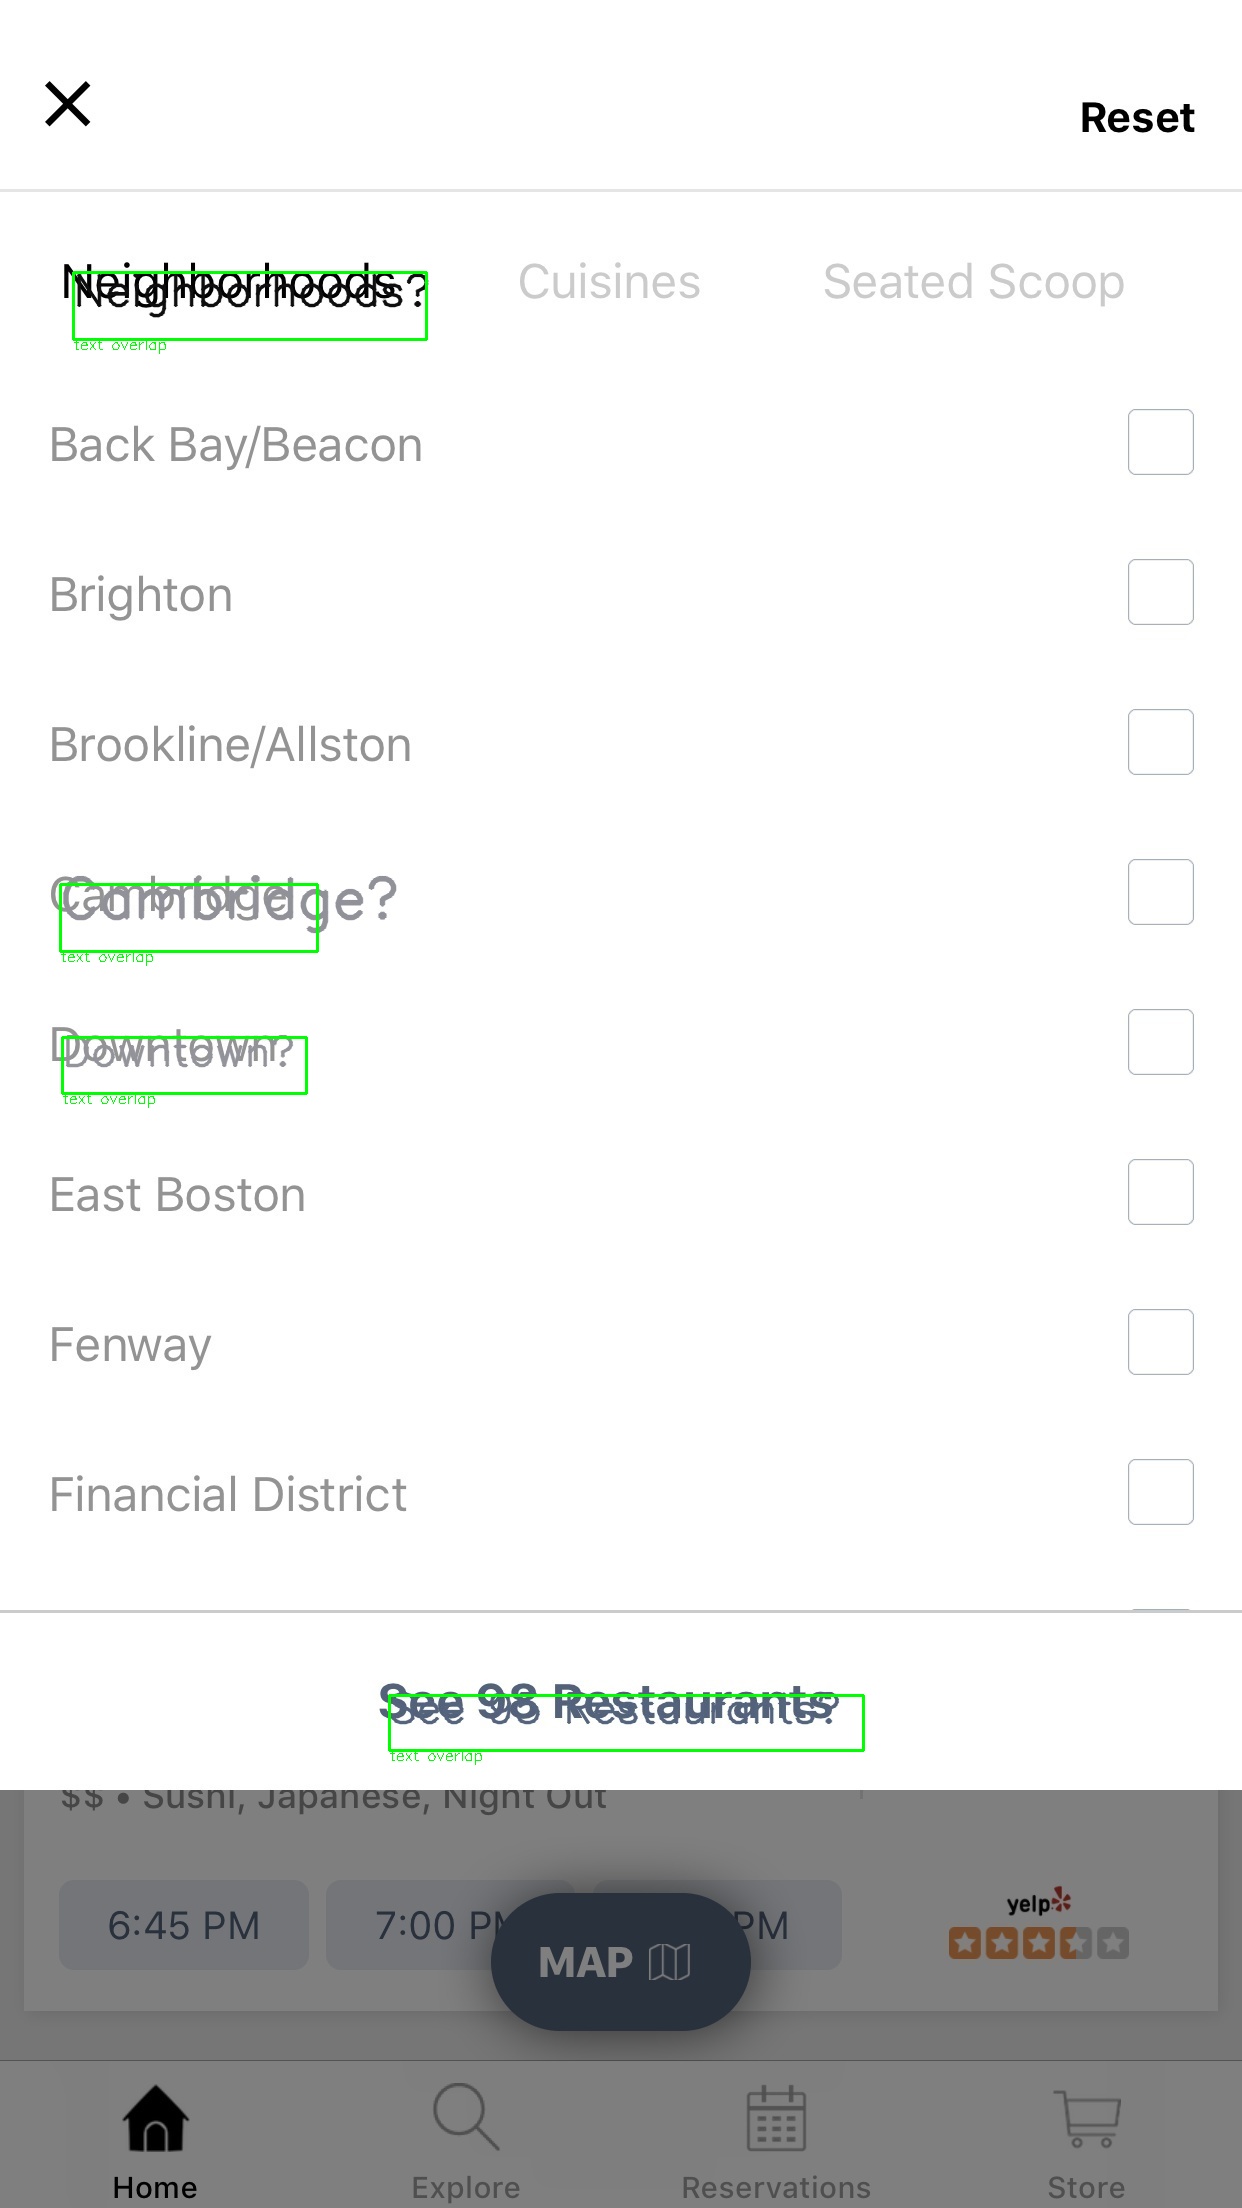 Reset
Neighborhoods Cuisines Seated Scoop
Neighborhoods?
text overlap
Back Bay/Beacon
Brighton
Brookline/Allston
Cambridge
Cambridge?
text overlap
Downtown
Downtown?
text overlap
East Boston
Fenway
Financial District
See 98 Restaurants
See 98 Restaurants?
text overlap
$$ • Sushi, Japanese, Night Out
6:45 PM 7:00 PM PM
yelp
MAP
Home Explore Reservations Store